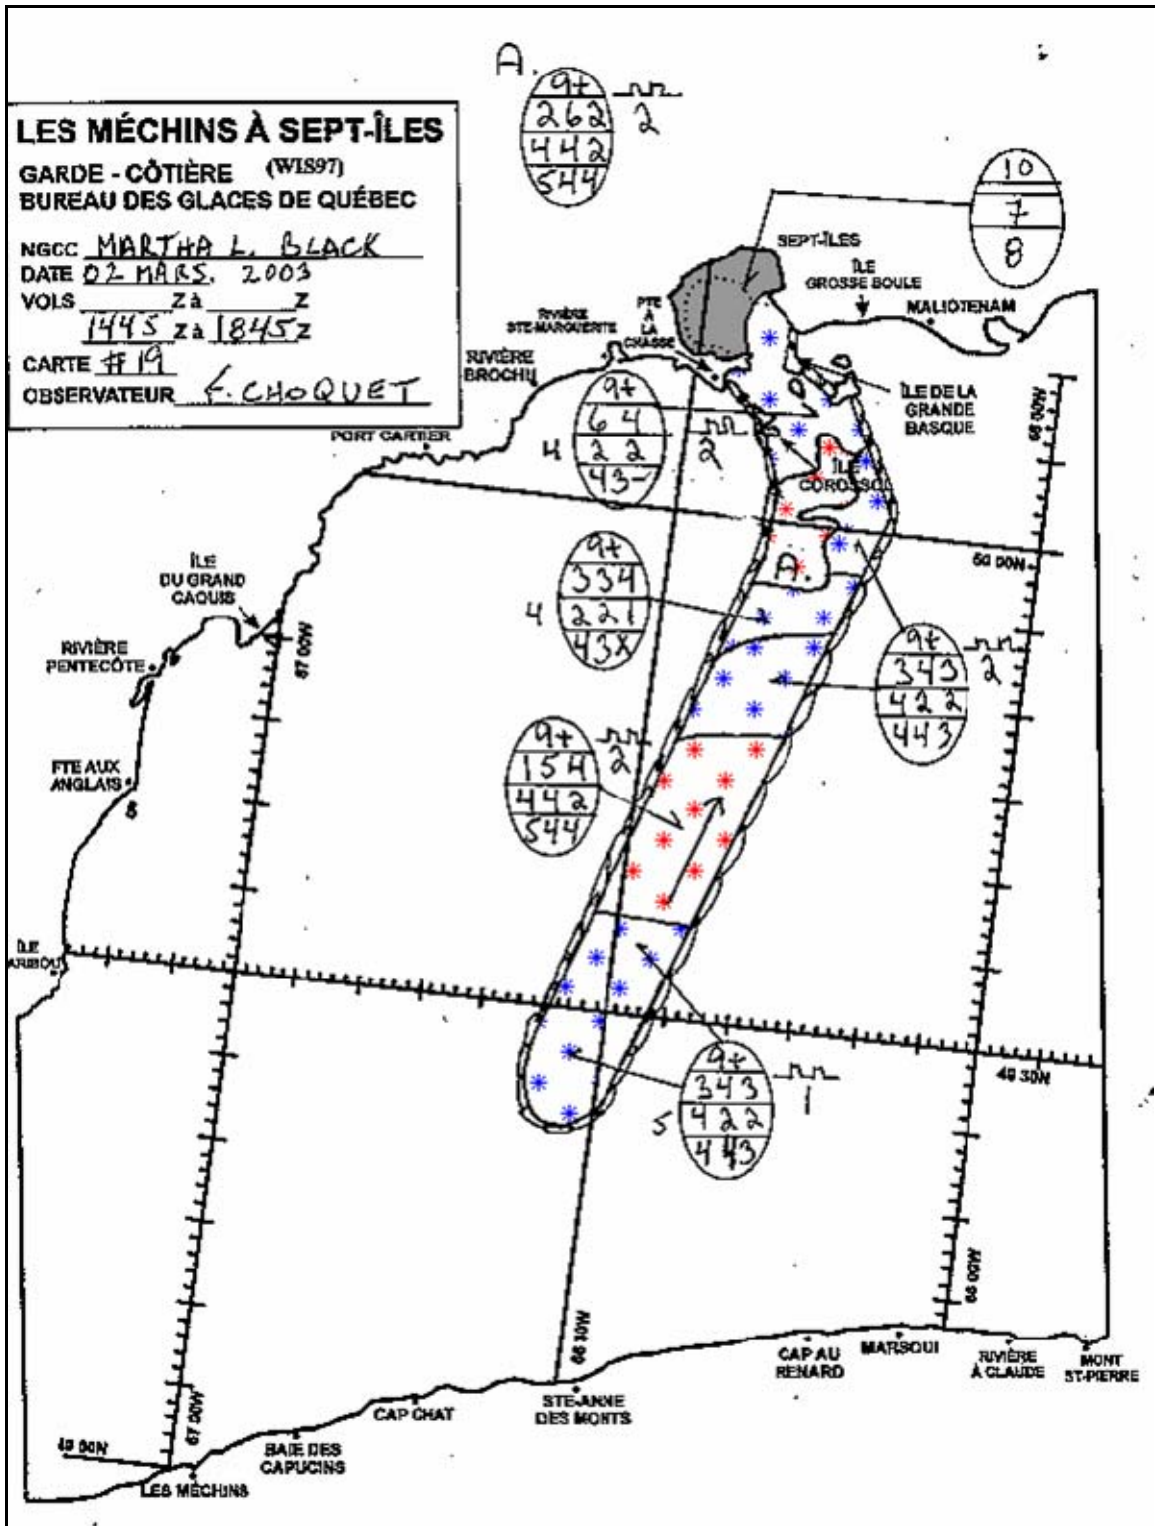 A.
9+
262
442
544
2
LES MÉCHINS À SEPT-ÎLES
GARDE - CÔTIÈRE (WIS97)
BUREAU DES GLACES DE QUÉBEC
NGCC MARTHA L. BLACK
DATE 02 MARS. 2003
VOLS Z à Z
1445 Z à 1845 Z
CARTE #19
OBSERVATEUR F. CHOQUET
10
7
8
SEPT-ÎLES
ÎLE
GROSSE BOULE
MALIOTENAM
PTE
À
LA
CHASSE
RIVIÈRE
STE-MARGUERITE
RIVIÈRE
BROCHU
ÎLE DE LA
GRANDE
BASQUE
66 00W
PORT CARTIER
9+
64
4 22
43-
2
ÎLE
COROSSOL
50 00N
A.
9+
334
4 221
43X
ÎLE
DU GRAND
CAOUIS
67 00W
RIVIÈRE
PENTECÔTE
9+
343
422
443
2
9+
154
442
544
2
PTE AUX
ANGLAIS
ÎLE
CARIBOU
49 30N
9+
343
5 422
443
1
66 00W
66 30W
CAP AU
RENARD
MARSOUI
RIVIÈRE
À CLAUDE
MONT
ST-PIERRE
STE-ANNE
DES MONTS
CAP CHAT
67 00W
49 00N
BAIE DES
CAPUCINS
LES MÉCHINS